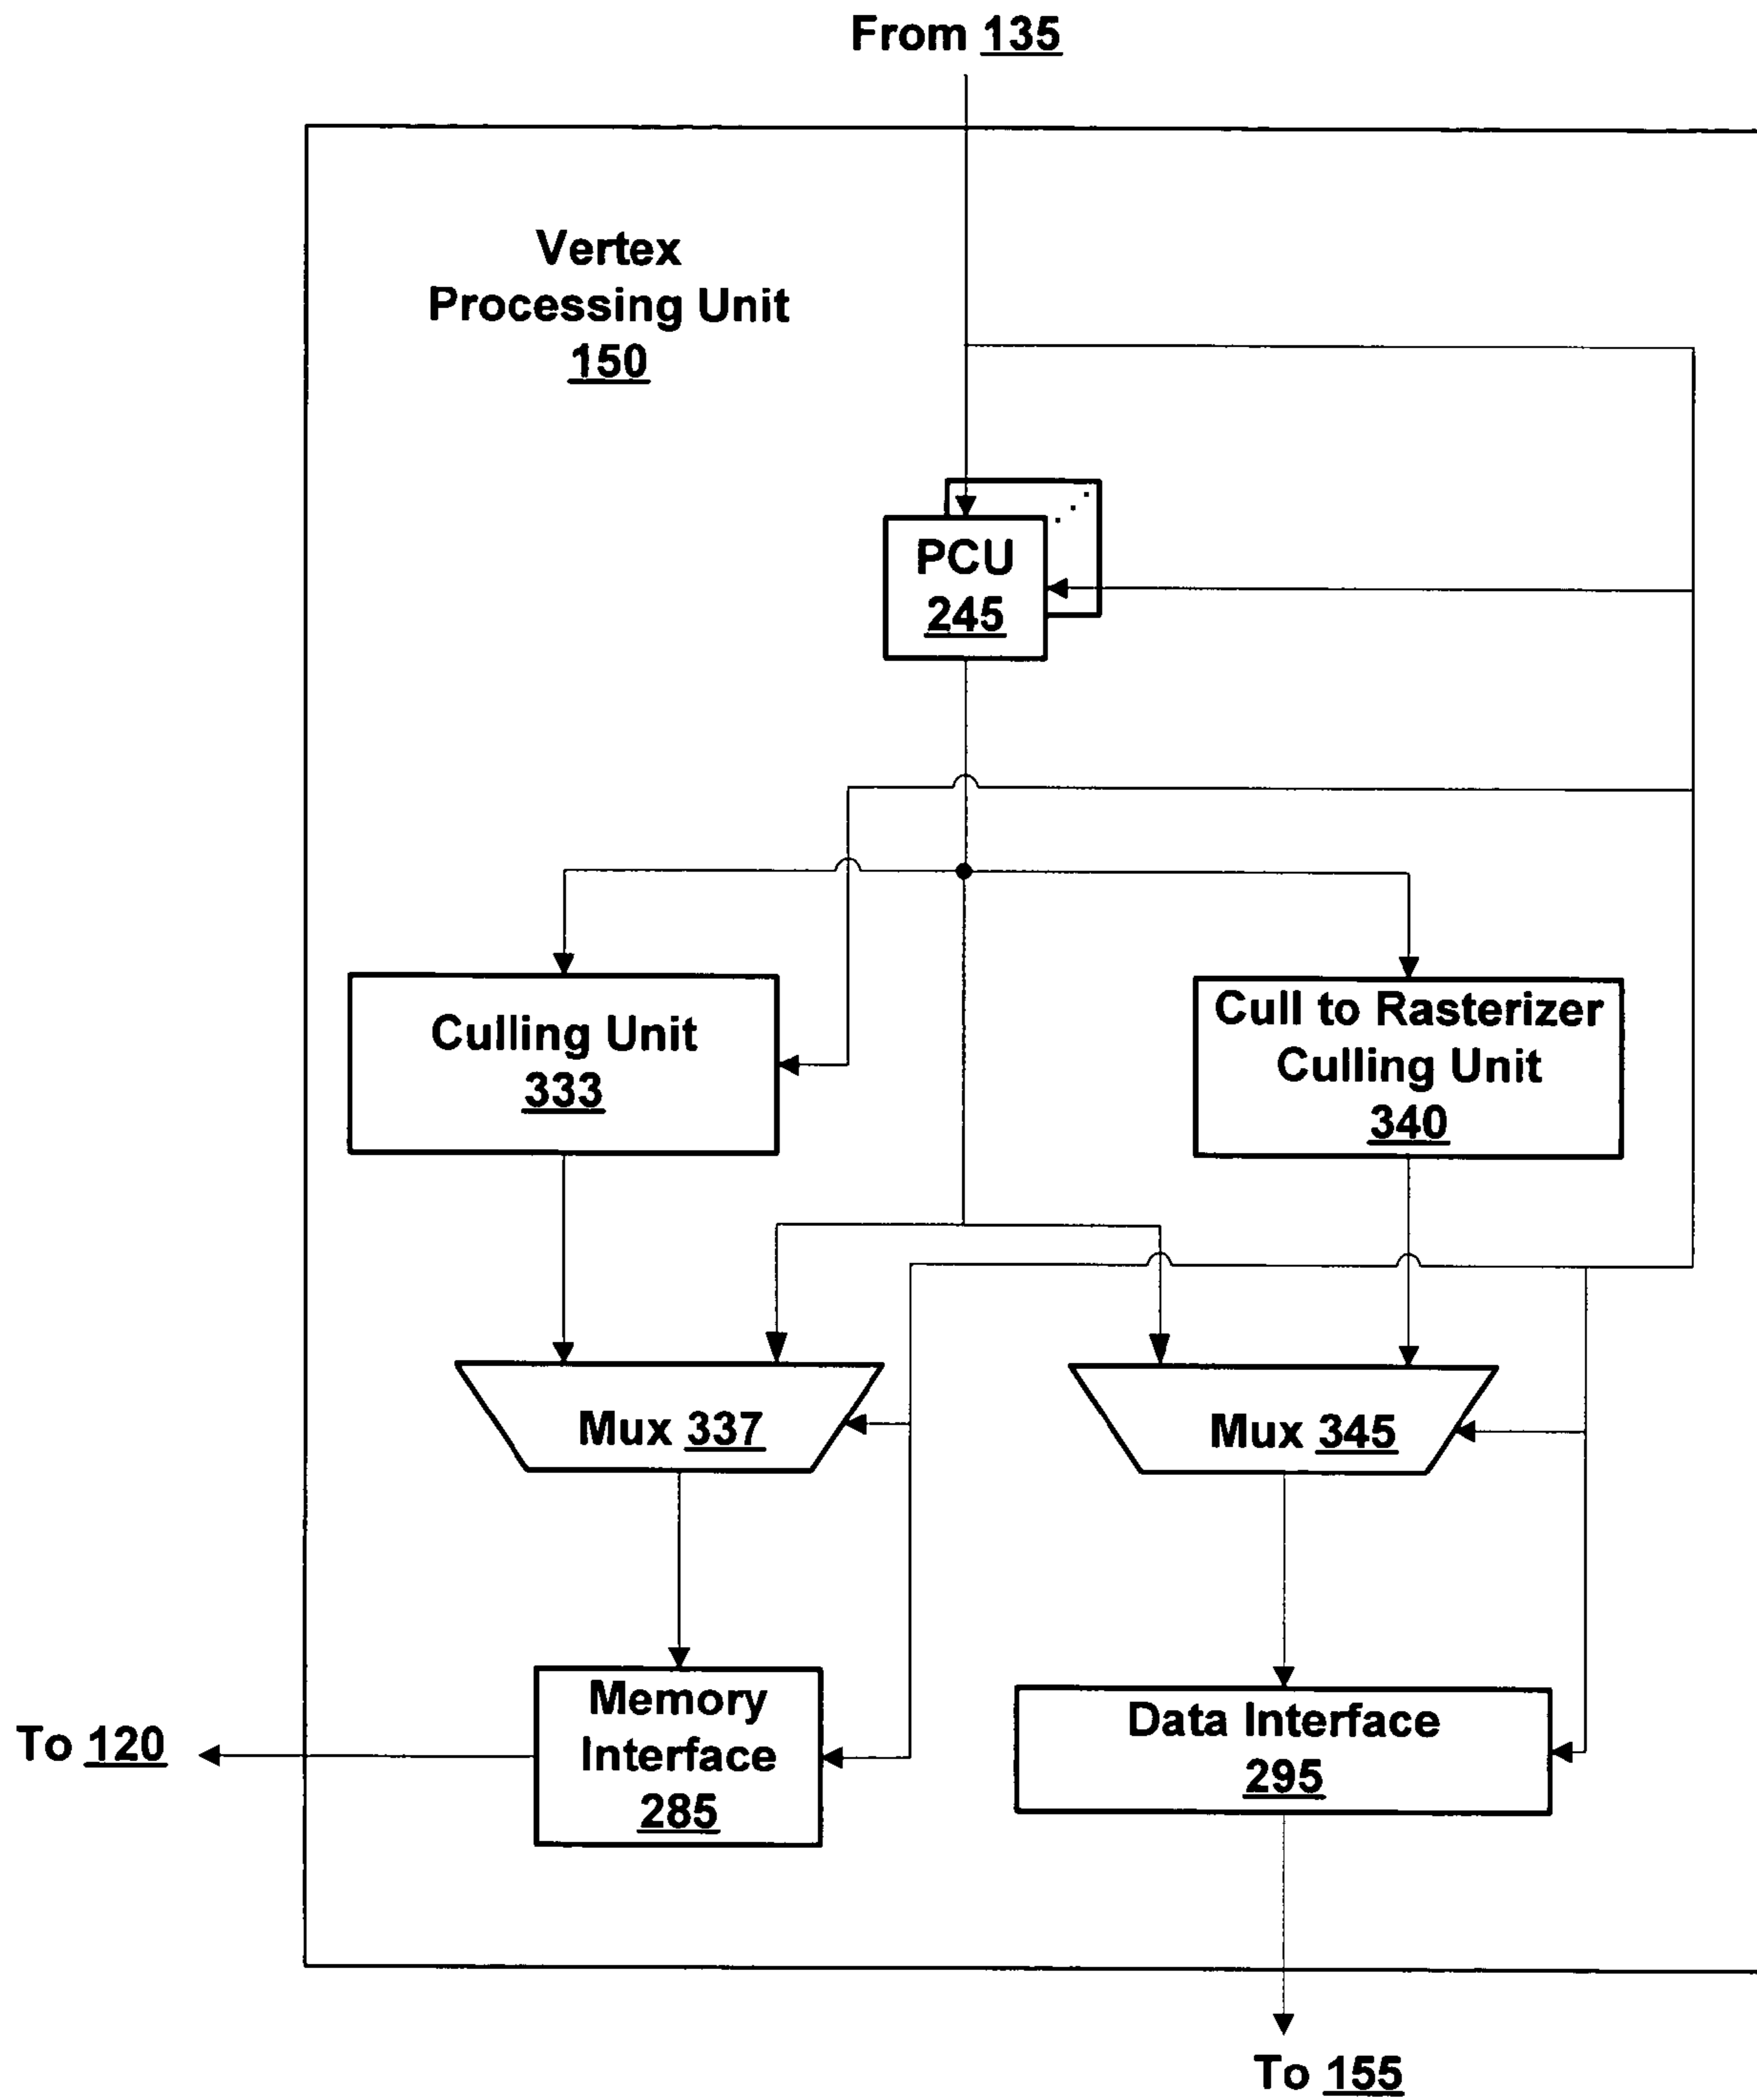 From 135
Vertex
Processing Unit
150
PCU
245
Culling Unit
333
Cull to Rasterizer
Culling Unit
340
Mux 337
Mux 345
Memory
Interface
285
Data Interface
295
To 120
To 155